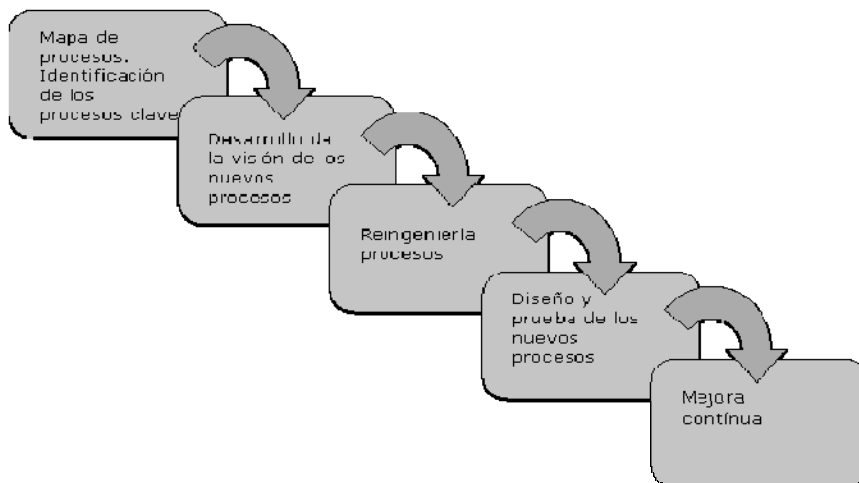 Mapa de
procesos.
Identificación
de los
procesos clave
Desarrollo de
la visión de los
nuevos
procesos
Reingeniería
procesos
Diseño y
prueba de los
nuevos
procesos
Mejora
contínua